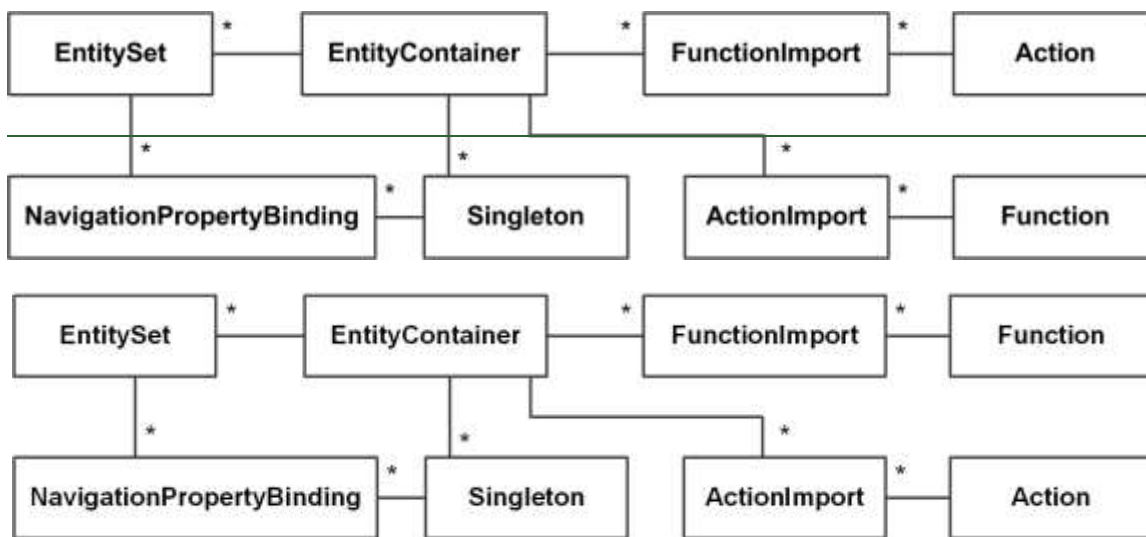 * * *
EntitySet EntityContainer FunctionImport Action
* * *
* *
NavigationPropertyBinding Singleton ActionImport Function
* * *
EntitySet EntityContainer FunctionImport Function
* * *
* *
NavigationPropertyBinding Singleton ActionImport Action